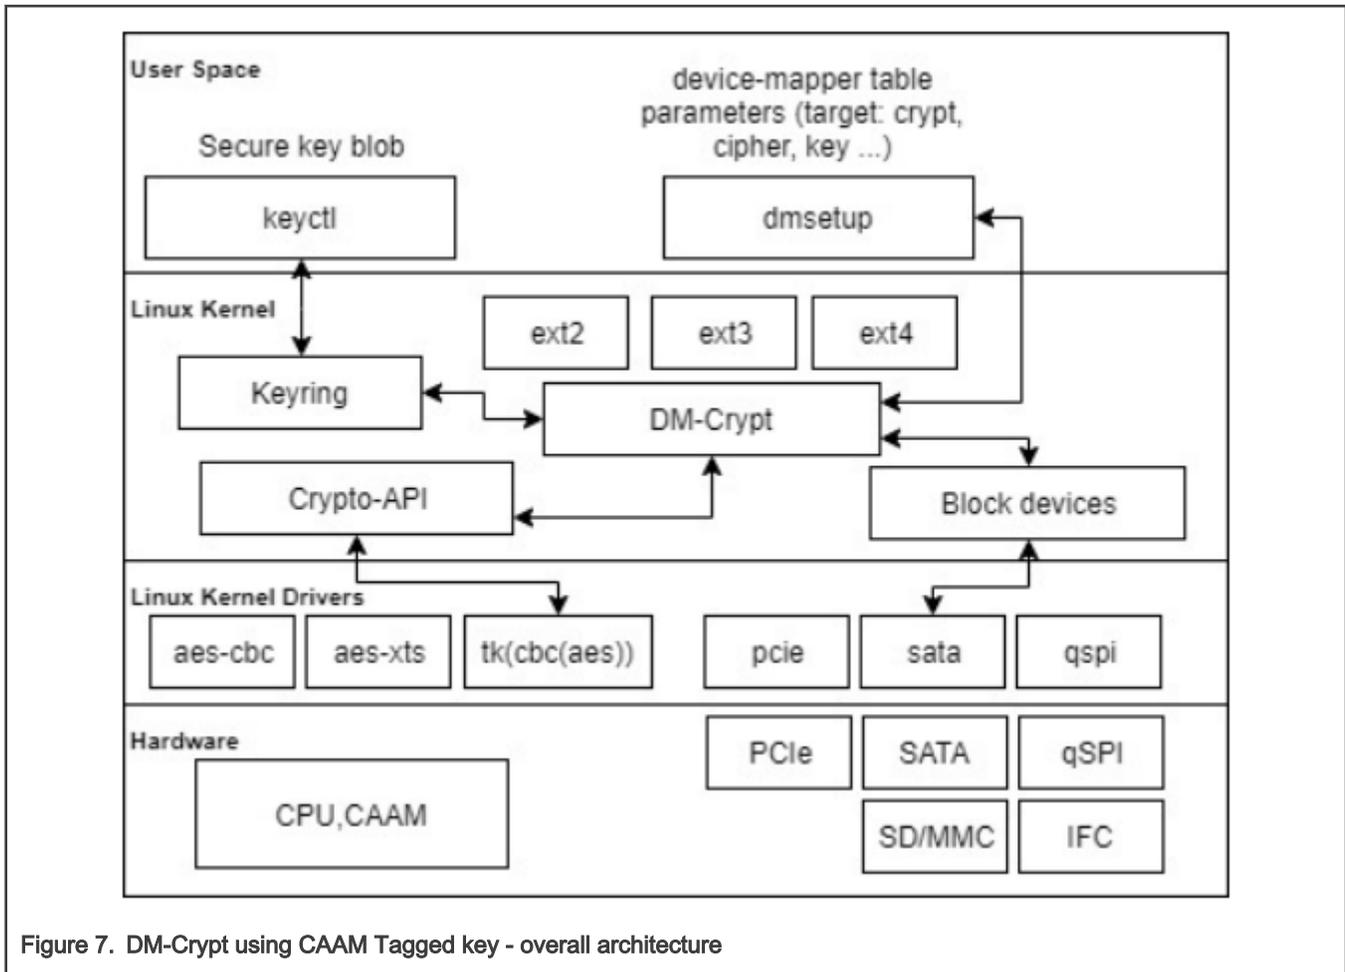 User Space
device-mapper table
parameters (target: crypt,
cipher, key ...)
Secure key blob
keyctl
dmsetup
Linux Kernel
ext2
ext3
ext4
Keyring
DM-Crypt
Crypto-API
Block devices
Linux Kernel Drivers
aes-cbc
aes-xts
tk(cbc(aes))
pcie
sata
qspi
Hardware
PCIe
SATA
qSPI
CPU,CAAM
SD/MMC
IFC
Figure 7. DM-Crypt using CAAM Tagged key - overall architecture